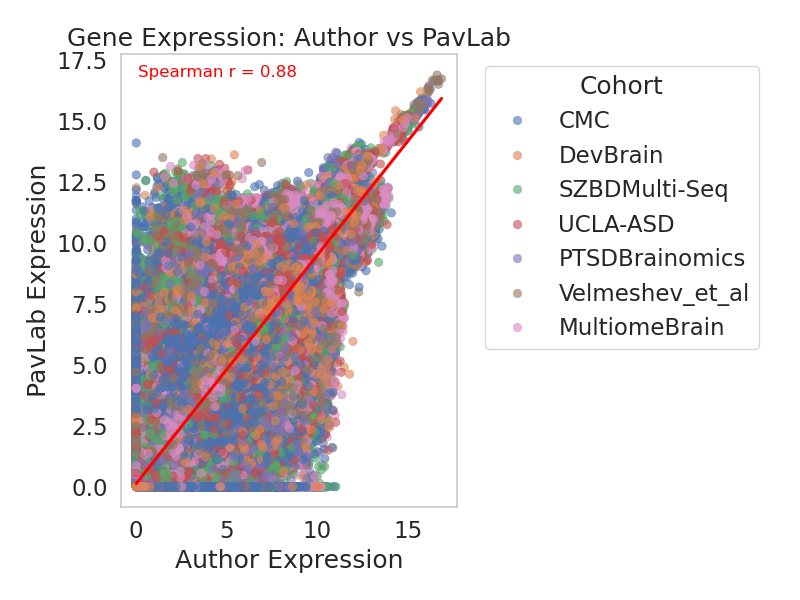 Gene Expression: Author vs PavLab
Spearman r = 0.88
17.5
15.0
12.5
10.0
7.5
5.0
2.5
0.0
PavLab Expression
0
5
10
15
Author Expression
Cohort
CMC
DevBrain
SZBDMulti-Seq
UCLA-ASD
PTSDBrainomics
Velmeshev_et_al
MultiomeBrain